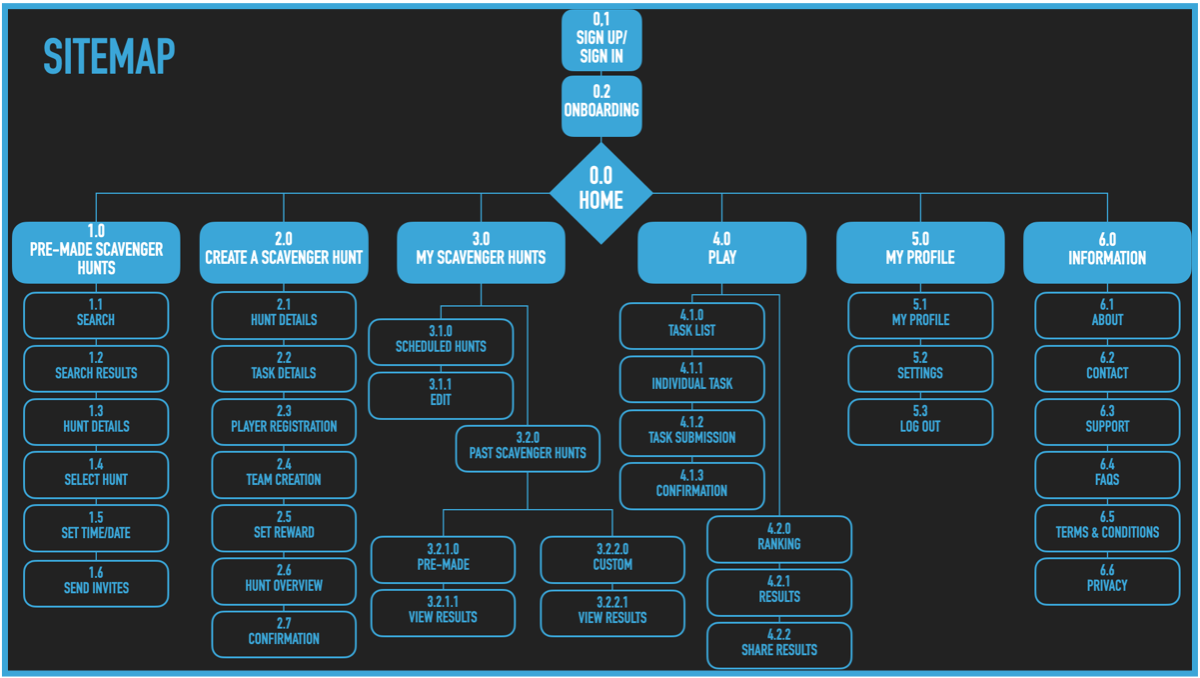 SITEMAP
0,1
SIGN UP/
SIGN IN
0.2
ONBOARDING
0.0
HOME
1.0
PRE-MADE SCAVENGER
HUNTS
1.1
SEARCH
1.2
SEARCH RESULTS
1.3
HUNT DETAILS
1.4
SELECT HUNT
1.5
SET TIME/DATE
1.6
SEND INVITES
2.0
CREATE A SCAVENGER HUNT
2.1
HUNT DETAILS
2.2
TASK DETAILS
2.3
PLAYER REGISTRATION
2.4
TEAM CREATION
2.5
SET REWARD
2.6
HUNT OVERVIEW
2.7
CONFIRMATION
3.0
MY SCAVENGER HUNTS
3.1.0
SCHEDULED HUNTS
3.1.1
EDIT
3.2.0
PAST SCAVENGER HUNTS
3.2.1.0
PRE-MADE
3.2.1.1
VIEW RESULTS
3.2.2.0
CUSTOM
3.2.2.1
VIEW RESULTS
4.0
PLAY
4.1.0
TASK LIST
4.1.1
INDIVIDUAL TASK
4.1.2
TASK SUBMISSION
4.1.3
CONFIRMATION
4.2.0
RANKING
4.2.1
RESULTS
4.2.2
SHARE RESULTS
5.0
MY PROFILE
5.1
MY PROFILE
5.2
SETTINGS
5.3
LOG OUT
6.0
INFORMATION
6.1
ABOUT
6.2
CONTACT
6.3
SUPPORT
6.4
FAQS
6.5
TERMS & CONDITIONS
6.6
PRIVACY